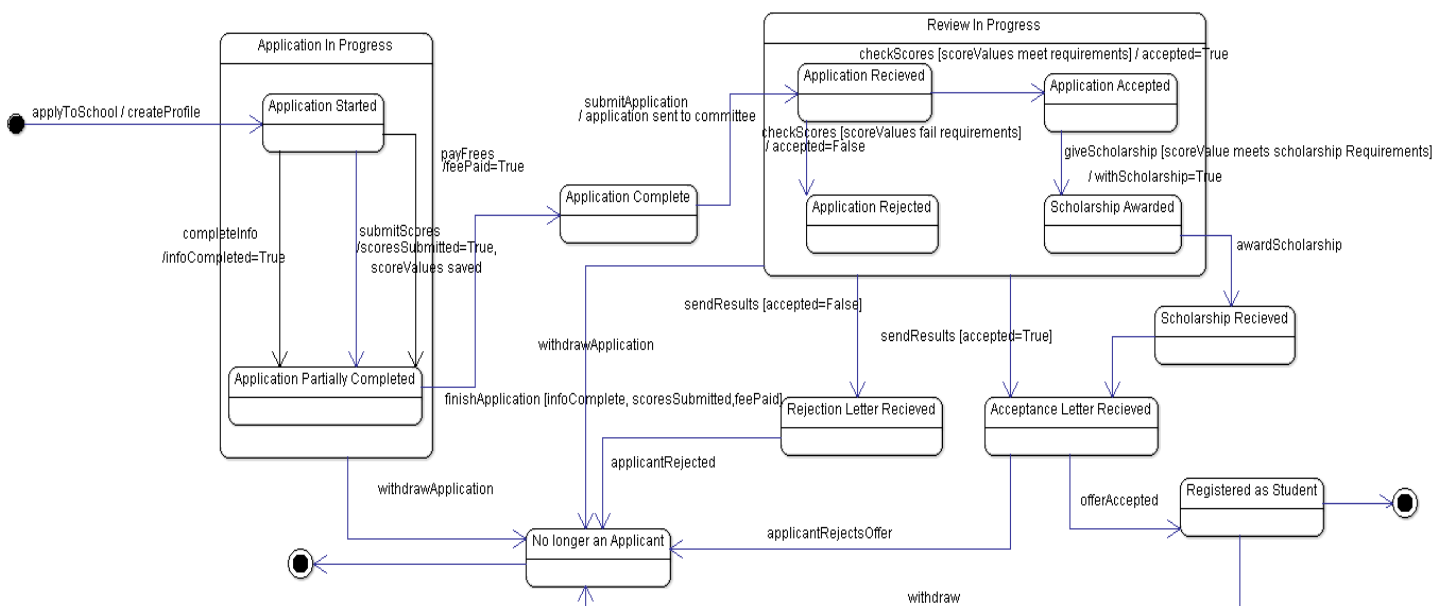 Review In Progress
Application In Progress
checkScores [scoreValues meet requirements] / accepted=True
Application Recieved
Application Accepted
Application Started
applyToSchool / createProfile
submitApplication
/ application sent to committee
checkScores [scoreValues fail requirements]
/ accepted=False
payFrees
/feePaid=True
giveScholarship [scoreValue meets scholarship Requirements]
/ withScholarship=True
Application Complete
Application Rejected
Scholarship Awarded
completeInfo
/infoCompleted=True
submitScores
/scoresSubmitted=True,
scoreValues saved
awardScholarship
sendResults [accepted=False]
Scholarship Recieved
sendResults [accepted=True]
withdrawApplication
Application Partially Completed
finishApplication [infoComplete, scoresSubmitted,feePaid]
Rejection Letter Recieved
Acceptance Letter Recieved
applicantRejected
withdrawApplication
offerAccepted
Registered as Student
applicantRejectsOffer
No longer an Applicant
withdraw